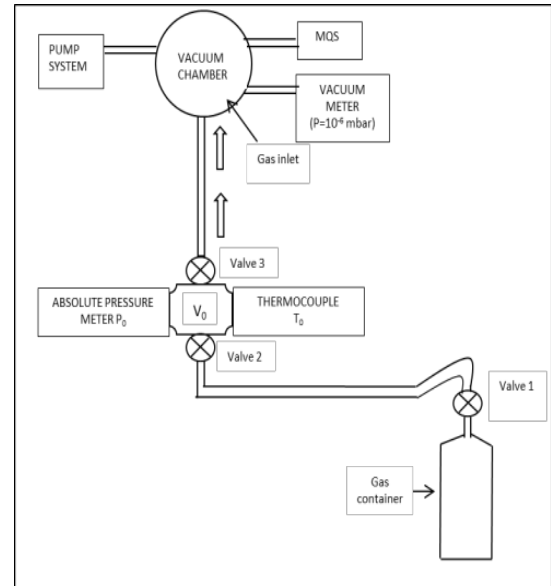 PUMP
SYSTEM
VACUUM
CHAMBER
MQS
VACUUM
METER
(P=10⁻⁶ mbar)
Gas inlet
Valve 3
ABSOLUTE PRESSURE
METER P₀
V₀
THERMOCOUPLE
T₀
Valve 2
Valve 1
Gas
container